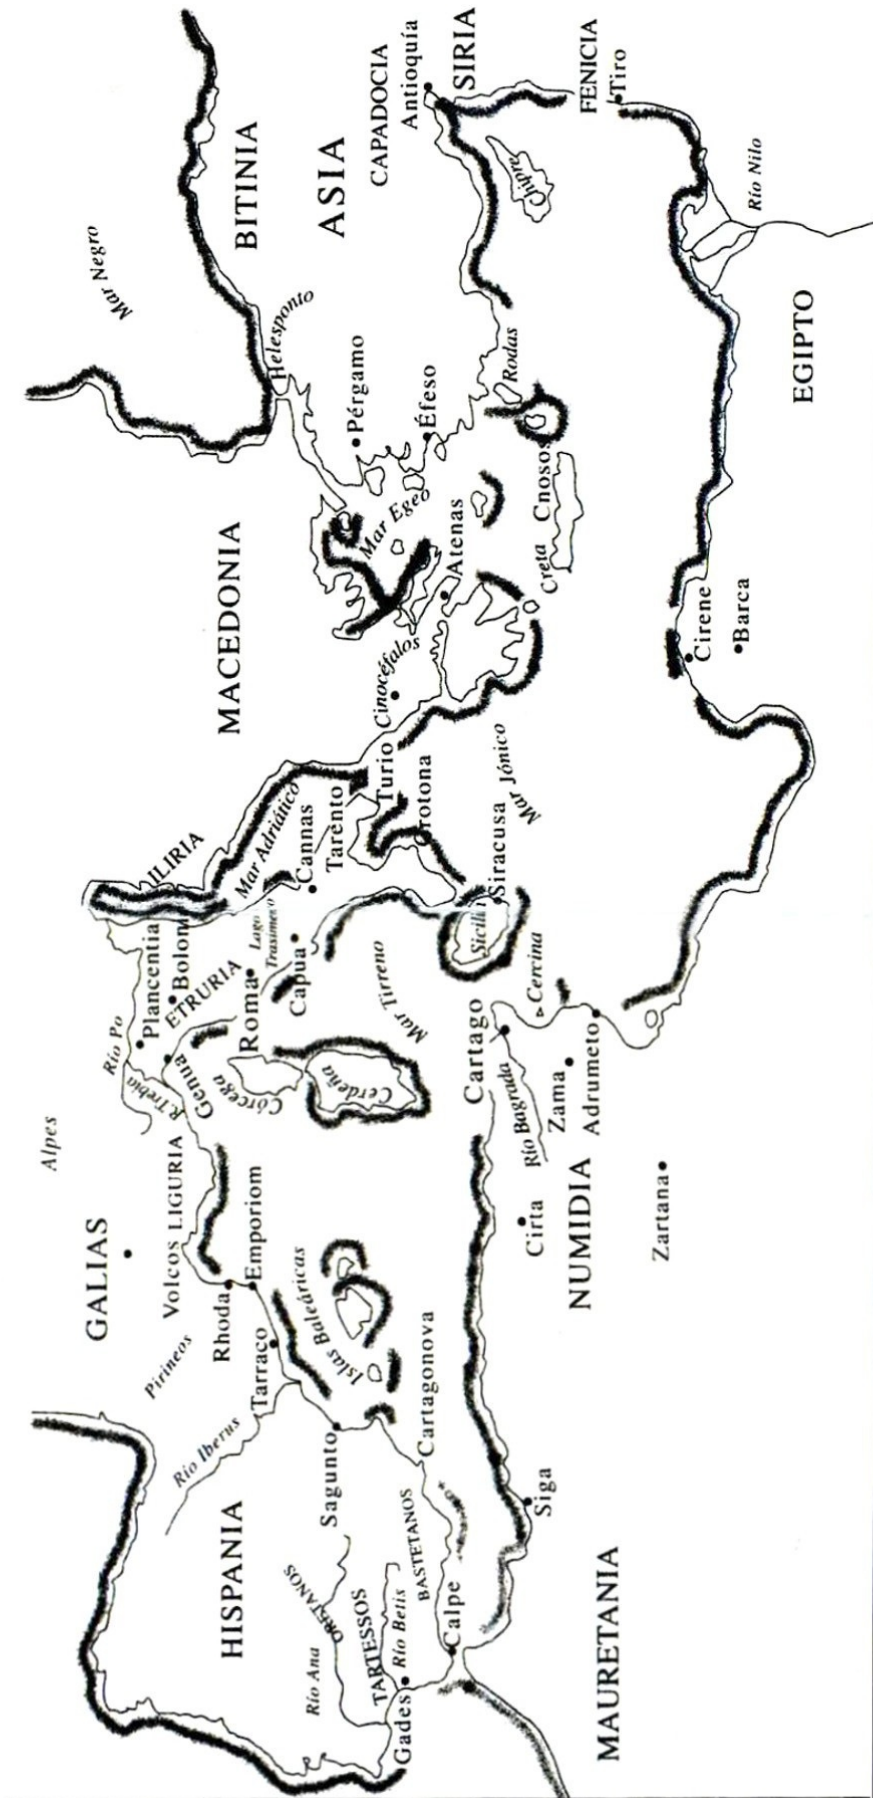 Alpes
GALIAS
Pirineos
Volcos LIGURIA
Rhoda
Emporiom
Tarraco
Río Iberus
HISPANIA
Sagunto
Islas Baleáricas
Cartagonova
ORETANOS
BASTETANOS
Río Ana
TARTESSOS
Río Betis
Gades
Calpe
MAURETANIA
Siga
Río Po
R. Trebia
Plancentia
Bolon
Genua
ETRURIA
Lago
Trasimeno
Córcega
Roma
Capua
Cerdeña
Mar Tirreno
ILIRIA
Mar Adriático
Cannas
Tarento
Turio
Crotona
Sicilia
Siracusa
Mar Jónico
Cartago
Cercina
Río Bagrada
Zama
Adrumeto
Cirta
NUMIDIA
Zartana
MACEDONIA
Cinocéfalos
Mar Egeo
Atenas
Creta
Cnosos
Mar Negro
Helesponto
BITINIA
Pérgamo
ASIA
Éfeso
Rodas
CAPADOCIA
Antioquía
SIRIA
Chipre
FENICIA
Tiro
Río Nilo
EGIPTO
Cirene
Barca